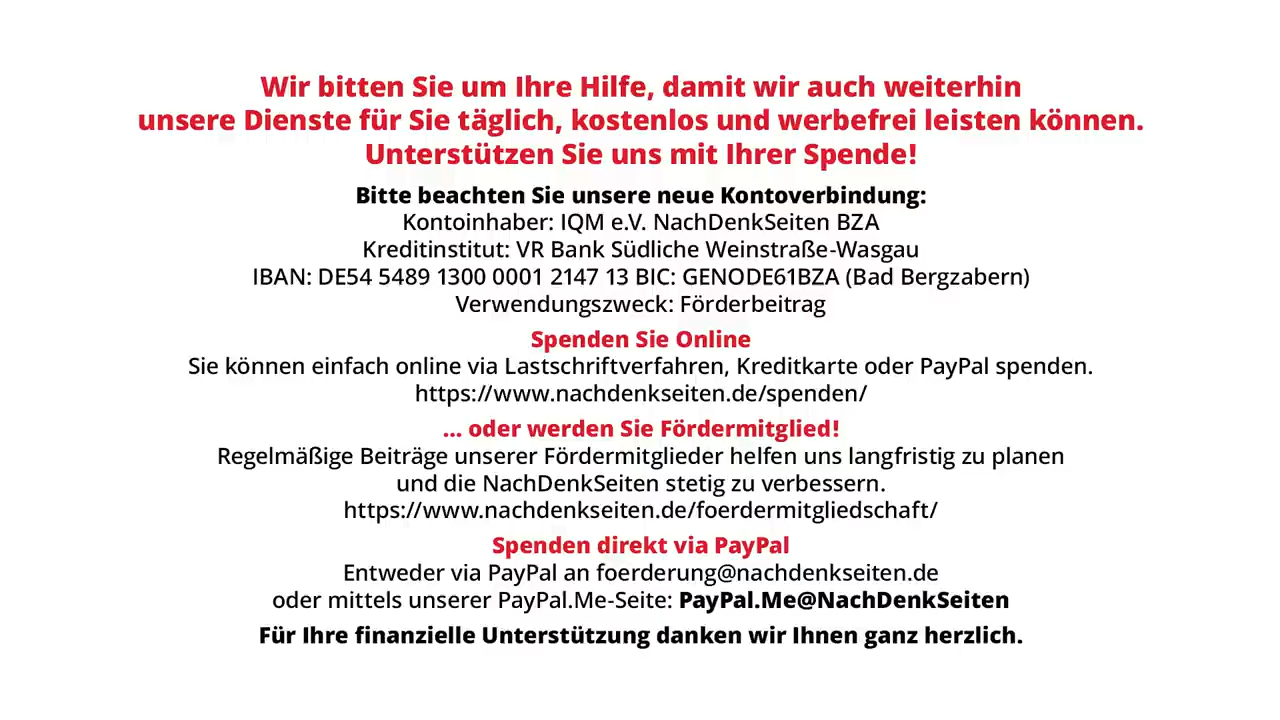 Wir bitten Sie um Ihre Hilfe, damit wir auch weiterhin
unsere Dienste für Sie täglich, kostenlos und werbefrei leisten können.
Unterstützen Sie uns mit Ihrer Spende!
Bitte beachten Sie unsere neue Kontoverbindung:
Kontoinhaber: IQM e.V. NachDenkSeiten BZA
Kreditinstitut: VR Bank Südliche Weinstraße-Wasgau
IBAN: DE54 5489 1300 0001 2147 13 BIC: GENODE61BZA (Bad Bergzabern)
Verwendungszweck: Förderbeitrag
Spenden Sie Online
Sie können einfach online via Lastschriftverfahren, Kreditkarte oder PayPal spenden.
https://www.nachdenkseiten.de/spenden/
... oder werden Sie Fördermitglied!
Regelmäßige Beiträge unserer Fördermitglieder helfen uns langfristig zu planen
und die NachDenkSeiten stetig zu verbessern.
https://www.nachdenkseiten.de/foerdermitgliedschaft/
Spenden direkt via PayPal
Entweder via PayPal an foerderung@nachdenkseiten.de
oder mittels unserer PayPal.Me-Seite: PayPal.Me@NachDenkSeiten
Für Ihre finanzielle Unterstützung danken wir Ihnen ganz herzlich.